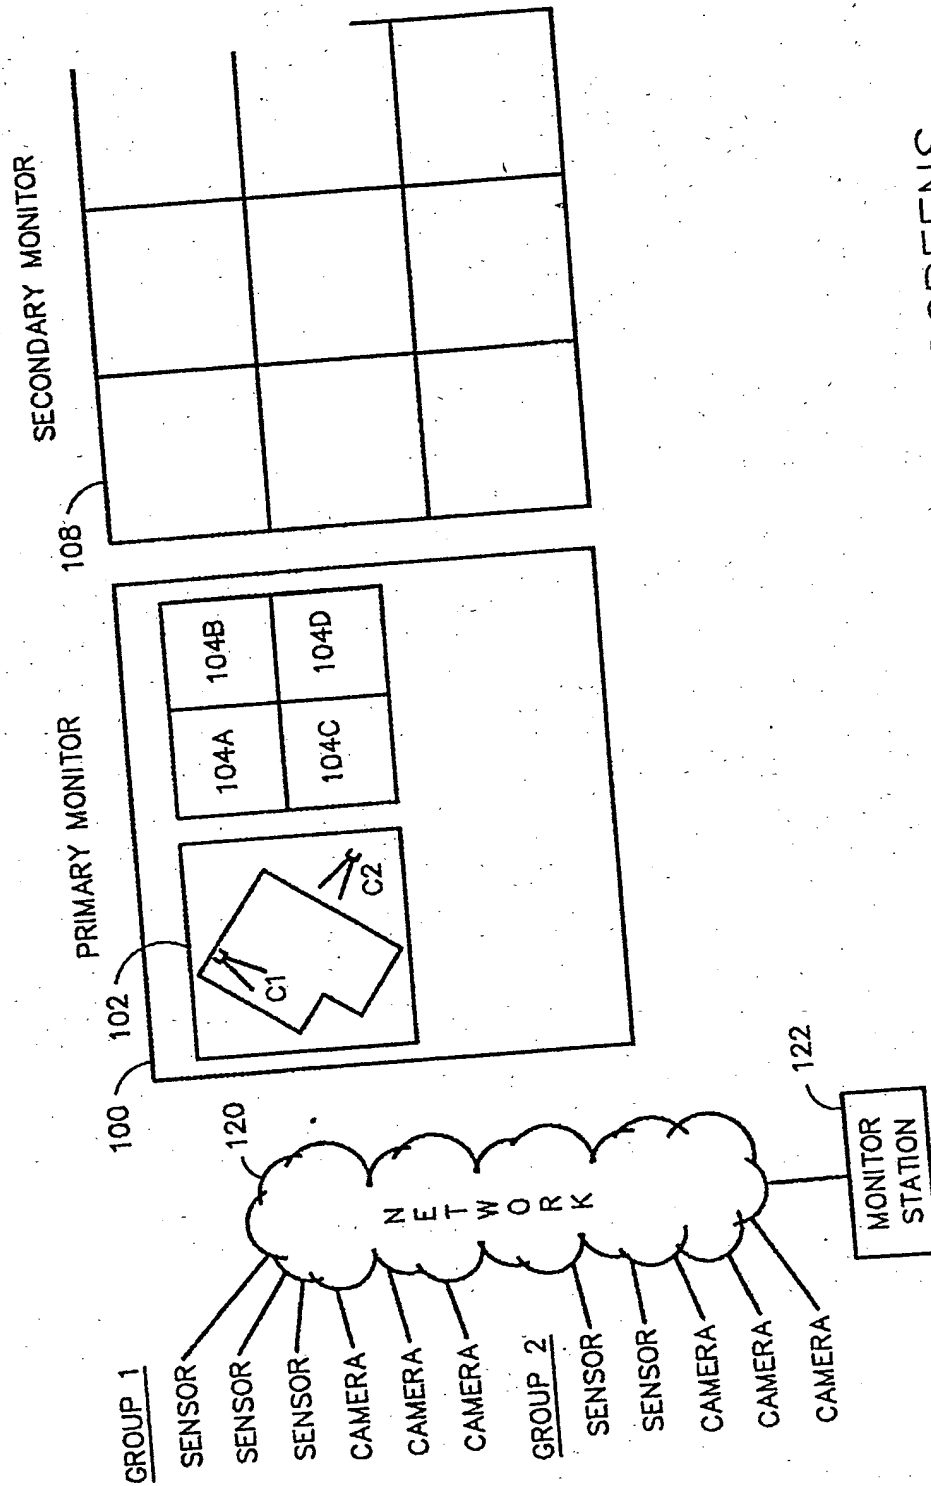 GROUP 1
SENSOR
SENSOR
SENSOR
CAMERA
CAMERA
CAMERA
GROUP 2
SENSOR
SENSOR
CAMERA
CAMERA
CAMERA
120
NETWORK
122
MONITOR
STATION
100
102
PRIMARY MONITOR
C1
C2
104A
104B
104C
104D
108
SECONDARY MONITOR